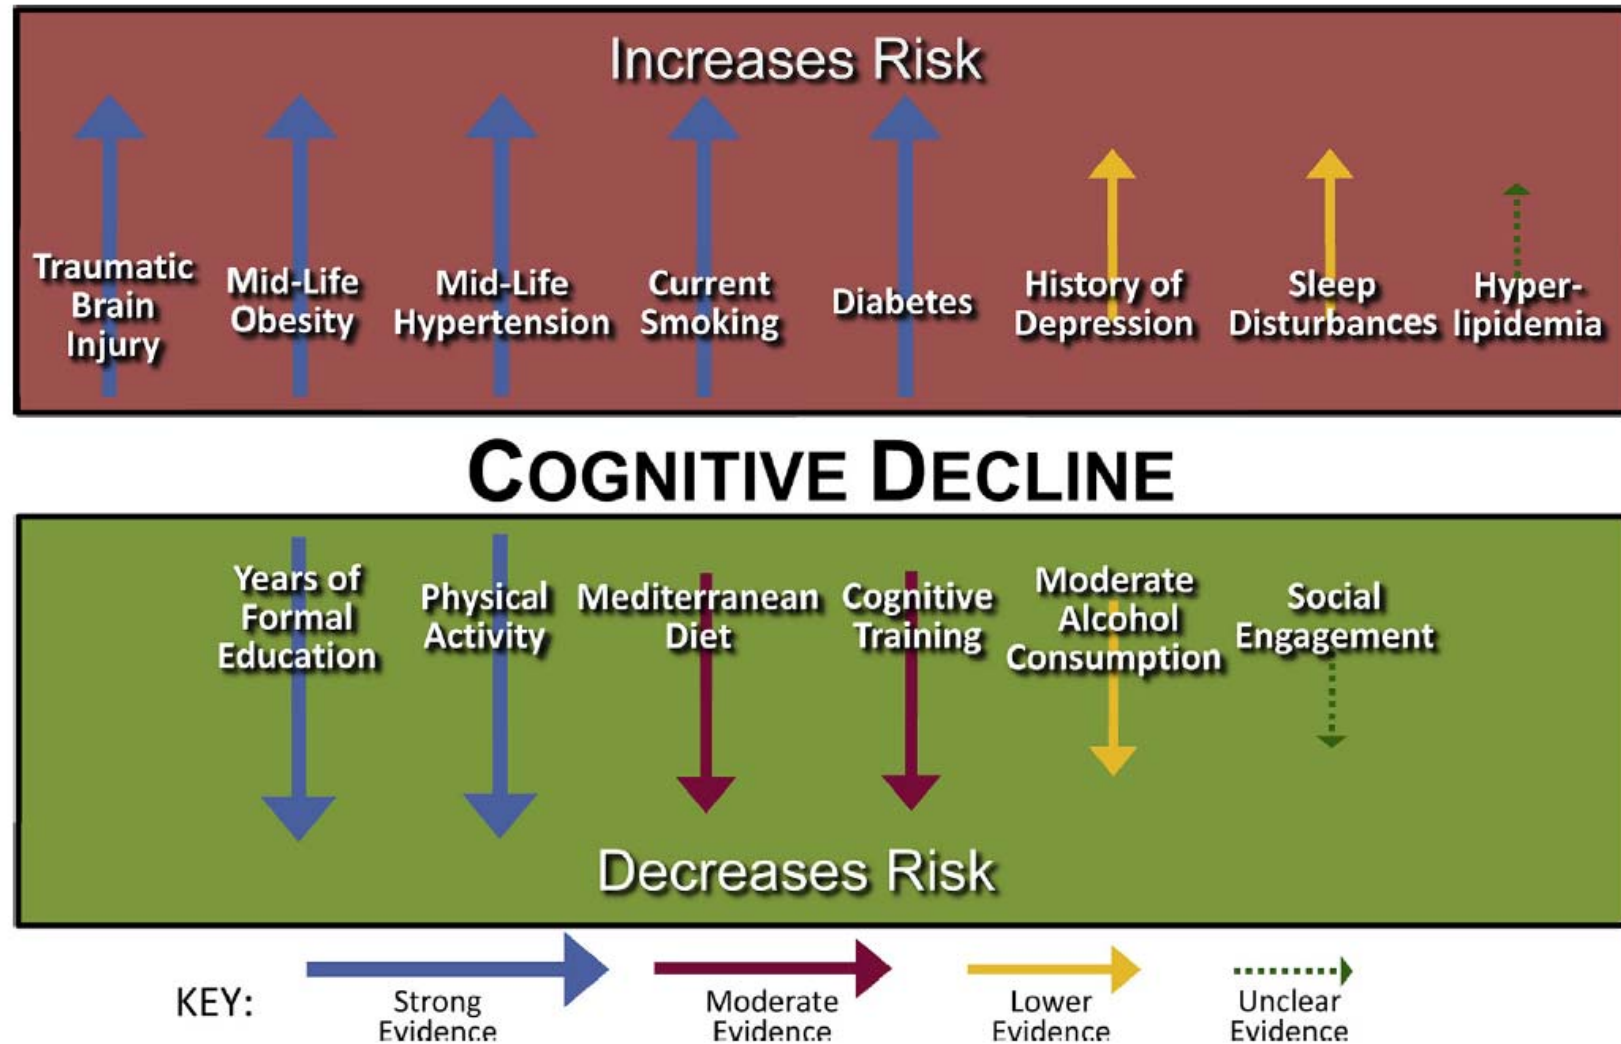 Increases Risk
Traumatic
Brain
Injury
Mid-Life
Obesity
Mid-Life
Hypertension
Current
Smoking
Diabetes
History of
Depression
Sleep
Disturbances
Hyper-
lipidemia
COGNITIVE DECLINE
Years of
Formal
Education
Physical
Activity
Mediterranean
Diet
Cognitive
Training
Moderate
Alcohol
Consumption
Social
Engagement
Decreases Risk
KEY:
Strong
Evidence
Moderate
Evidence
Lower
Evidence
Unclear
Evidence